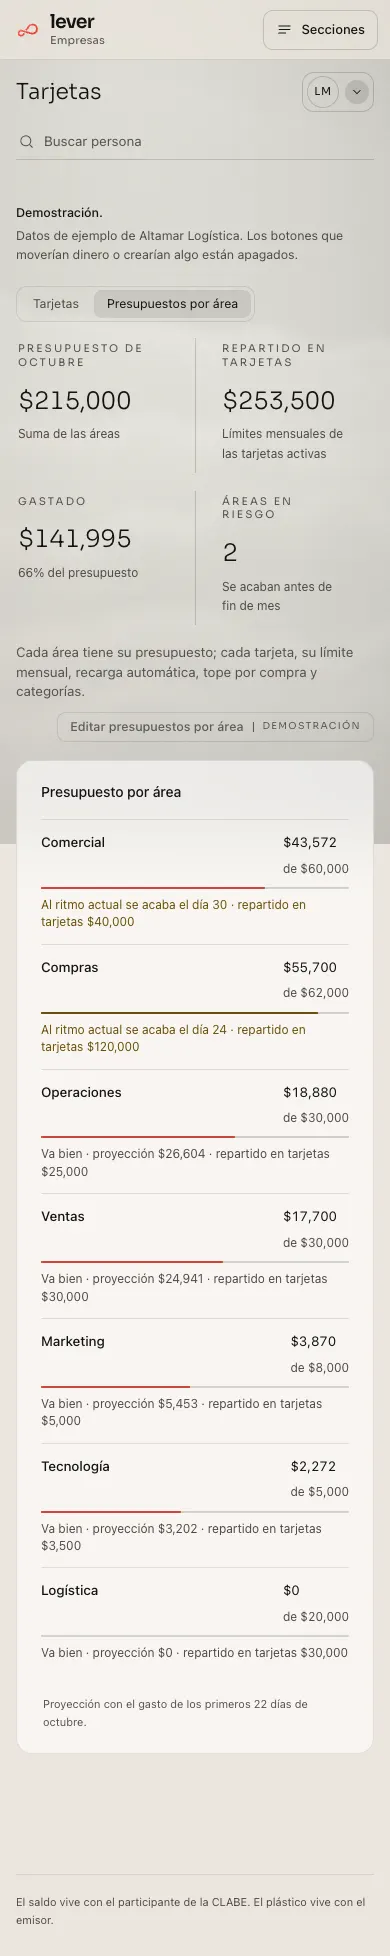 lever
Empresas
Secciones
Tarjetas
LM
Buscar persona
Demostración.
Datos de ejemplo de Altamar Logística. Los botones que
moverían dinero o crearían algo están apagados.
Tarjetas
Presupuestos por área
PRESUPUESTO DE
OCTUBRE
$215,000
Suma de las áreas
REPARTIDO EN
TARJETAS
$253,500
Límites mensuales de
las tarjetas activas
GASTADO
$141,995
66% del presupuesto
ÁREAS EN
RIESGO
2
Se acaban antes de
fin de mes
Cada área tiene su presupuesto; cada tarjeta, su límite
mensual, recarga automática, tope por compra y
categorías.
Editar presupuestos por área | DEMOSTRACIÓN
Presupuesto por área
Comercial $43,572
de $60,000
Al ritmo actual se acaba el día 30 · repartido en
tarjetas $40,000
Compras $55,700
de $62,000
Al ritmo actual se acaba el día 24 · repartido en
tarjetas $120,000
Operaciones $18,880
de $30,000
Va bien · proyección $26,604 · repartido en tarjetas
$25,000
Ventas $17,700
de $30,000
Va bien · proyección $24,941 · repartido en tarjetas
$30,000
Marketing $3,870
de $8,000
Va bien · proyección $5,453 · repartido en tarjetas
$5,000
Tecnología $2,272
de $5,000
Va bien · proyección $3,202 · repartido en tarjetas
$3,500
Logística $0
de $20,000
Va bien · proyección $0 · repartido en tarjetas $30,000
Proyección con el gasto de los primeros 22 días de
octubre.
El saldo vive con el participante de la CLABE. El plástico vive con el
emisor.